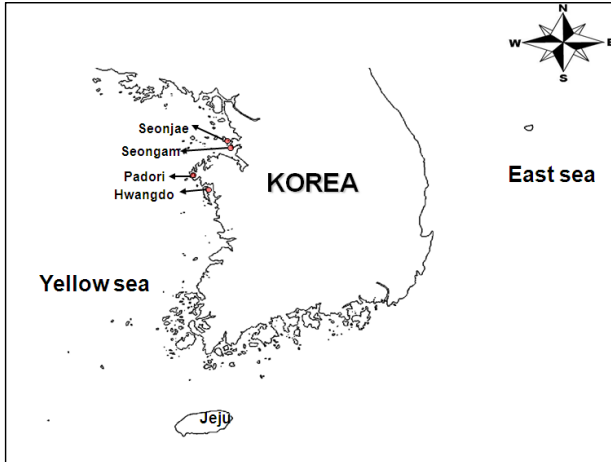 N
W E
S
Seonjae
Seongam
Padori
Hwangdo
KOREA
East sea
Yellow sea
Jeju